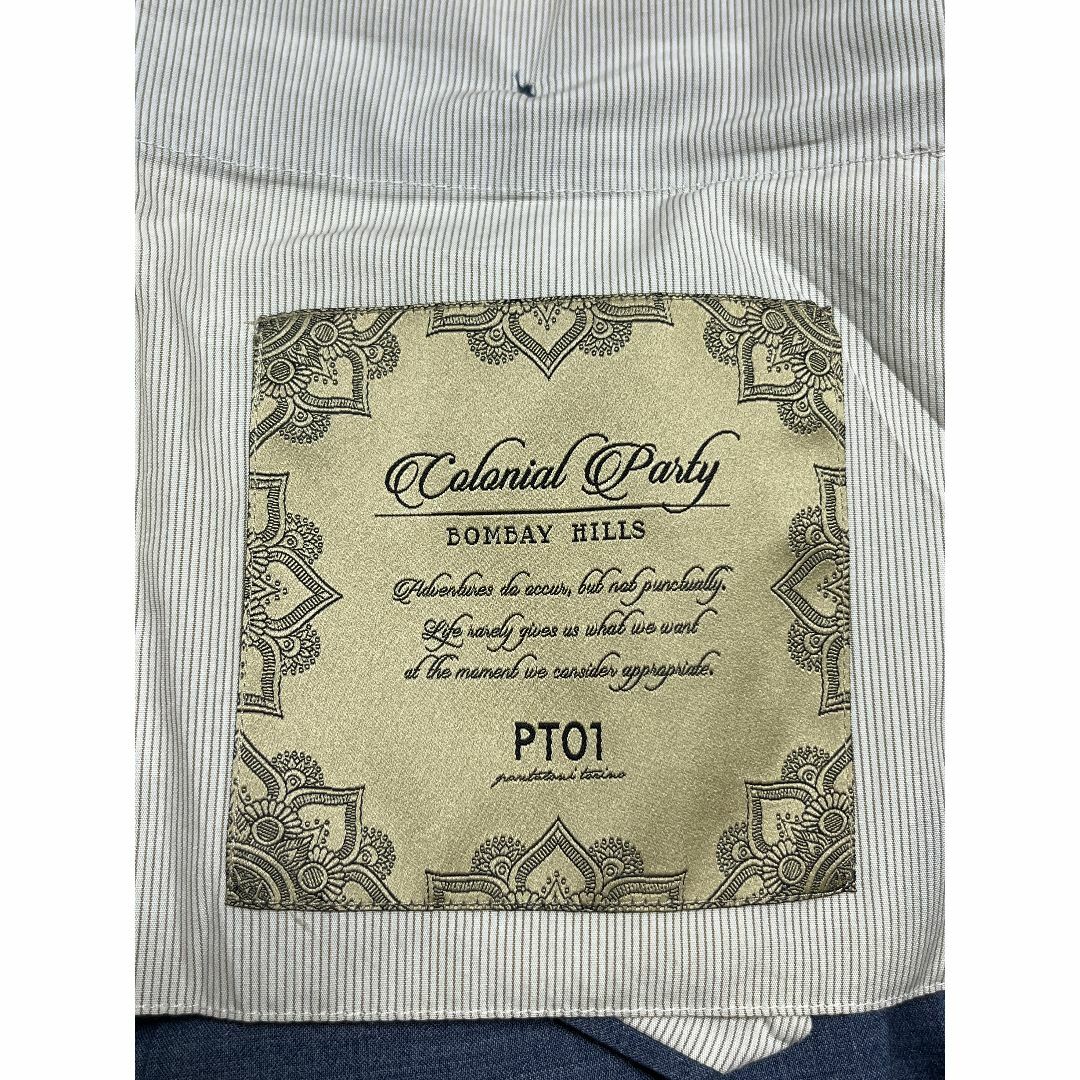 Colonial Party
BOMBAY HILLS
Adventures do occur, but not punctually.
Life rarely gives us what we want
at the moment we consider appropriate.
PT01
pantaloni torino